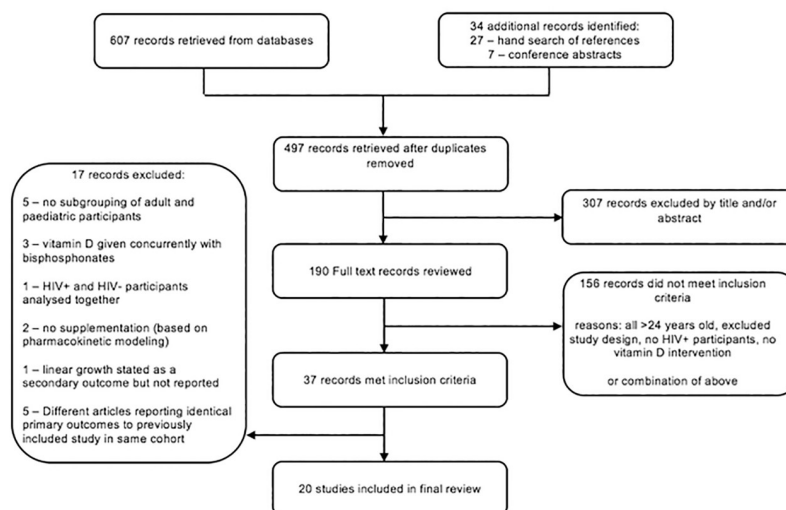 607 records retrieved from databases
34 additional records identified:
27 – hand search of references
7 – conference abstracts
497 records retrieved after duplicates
removed
17 records excluded:
5 – no subgrouping of adult and
paediatric participants
3 – vitamin D given concurrently with
bisphosphonates
1 – HIV+ and HIV- participants
analysed together
2 – no supplementation (based on
pharmacokinetic modeling)
1 – linear growth stated as a
secondary outcome but not reported
5 – Different articles reporting identical
primary outcomes to previously
included study in same cohort
307 records excluded by title and/or
abstract
190 Full text records reviewed
156 records did not meet inclusion
criteria
reasons: all >24 years old, excluded
study design, no HIV+ participants, no
vitamin D intervention
or combination of above
37 records met inclusion criteria
20 studies included in final review